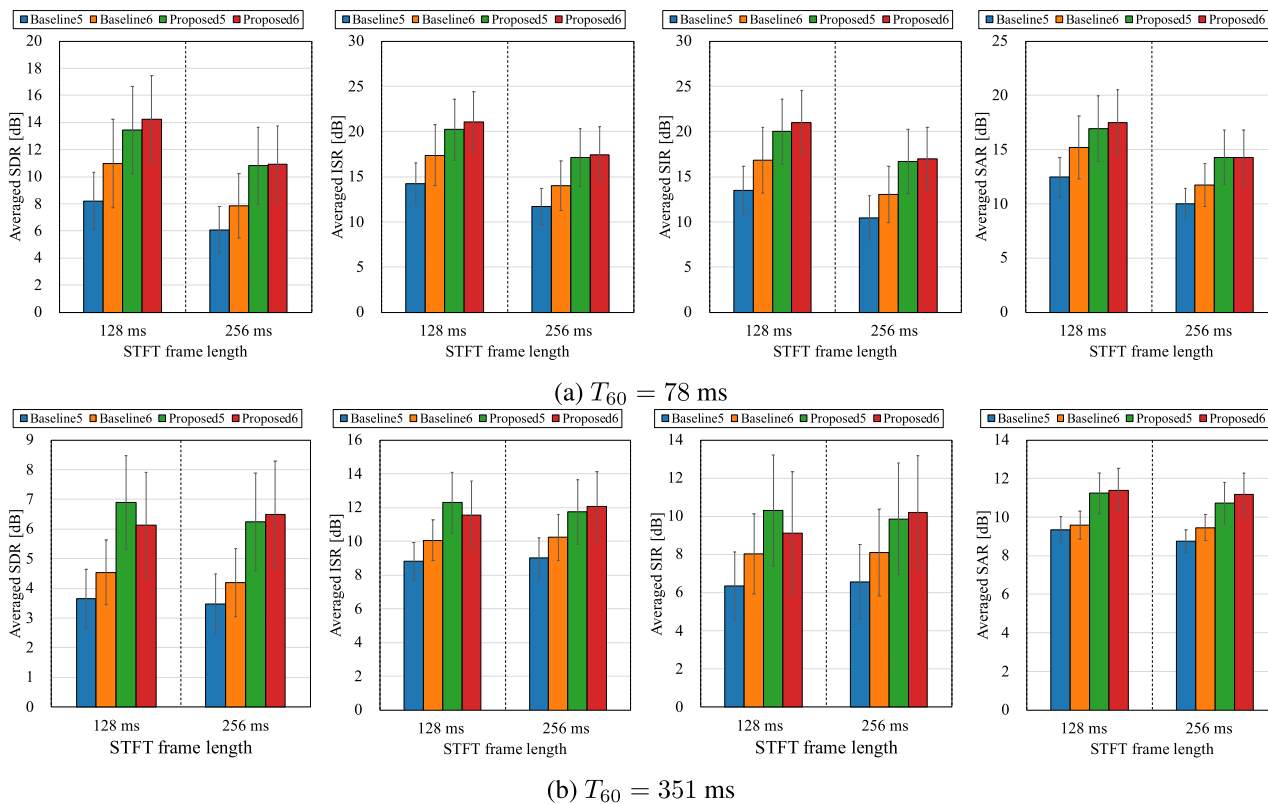 Baseline5 Baseline6 Proposed5 Proposed6
Averaged SDR [dB]
20
18
16
14
12
10
8
6
4
2
0
128 ms 256 ms
STFT frame length
Baseline5 Baseline6 Proposed5 Proposed6
Averaged ISR [dB]
30
25
20
15
10
5
0
128 ms 256 ms
STFT frame length
Baseline5 Baseline6 Proposed5 Proposed6
Averaged SIR [dB]
30
25
20
15
10
5
0
128 ms 256 ms
STFT frame length
Baseline5 Baseline6 Proposed5 Proposed6
Averaged SAR [dB]
25
20
15
10
5
0
128 ms 256 ms
STFT frame length
(a) T60 = 78 ms
Baseline5 Baseline6 Proposed5 Proposed6
Averaged SDR [dB]
9
8
7
6
5
4
3
2
1
0
128 ms 256 ms
STFT frame length
Baseline5 Baseline6 Proposed5 Proposed6
Averaged ISR [dB]
16
14
12
10
8
6
4
2
0
128 ms 256 ms
STFT frame length
Baseline5 Baseline6 Proposed5 Proposed6
Averaged SIR [dB]
14
12
10
8
6
4
2
0
128 ms 256 ms
STFT frame length
Baseline5 Baseline6 Proposed5 Proposed6
Averaged SAR [dB]
14
12
10
8
6
4
2
0
128 ms 256 ms
STFT frame length
(b) T60 = 351 ms